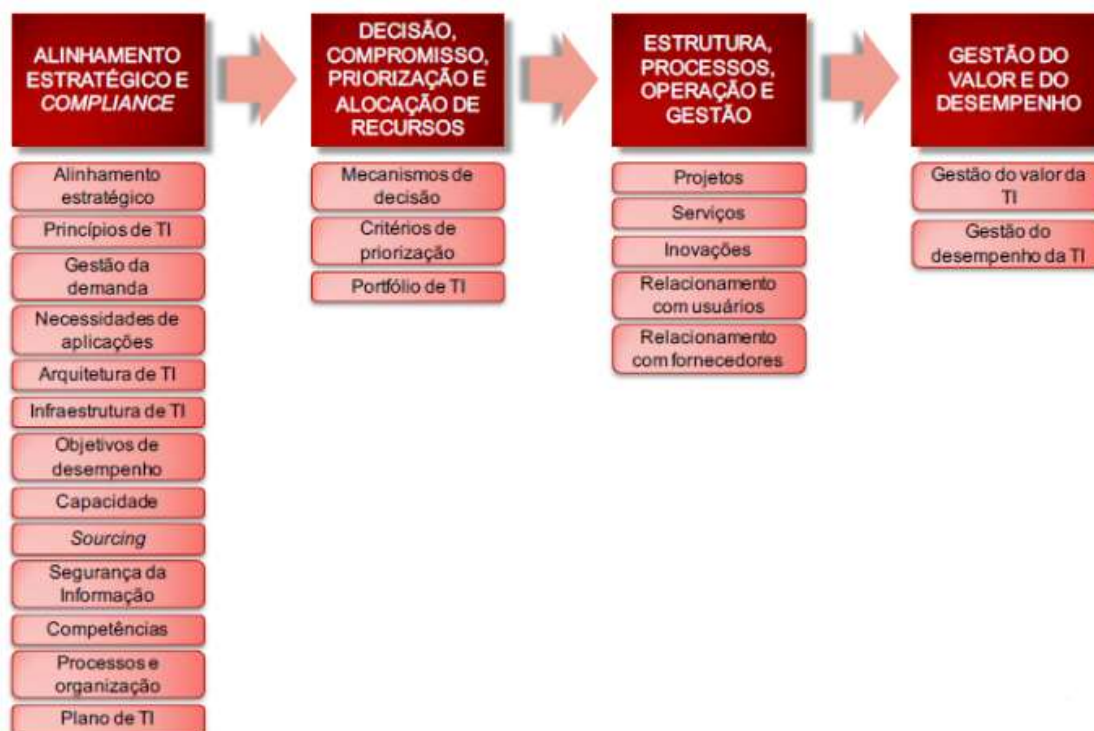 ALINHAMENTO
ESTRATÉGICO E
COMPLIANCE
Alinhamento
estratégico
Princípios de TI
Gestão da
demanda
Necessidades de
aplicações
Arquitetura de TI
Infraestrutura de TI
Objetivos de
desempenho
Capacidade
Sourcing
Segurança da
Informação
Competências
Processos e
organização
Plano de TI
DECISÃO,
COMPROMISSO,
PRIORIZAÇÃO E
ALOCAÇÃO DE
RECURSOS
Mecanismos de
decisão
Critérios de
priorização
Portfólio de TI
ESTRUTURA,
PROCESSOS,
OPERAÇÃO E
GESTÃO
Projetos
Serviços
Inovações
Relacionamento
com usuários
Relacionamento
com fornecedores
GESTÃO DO
VALOR E DO
DESEMPENHO
Gestão do valor da
TI
Gestão do
desempenho da TI